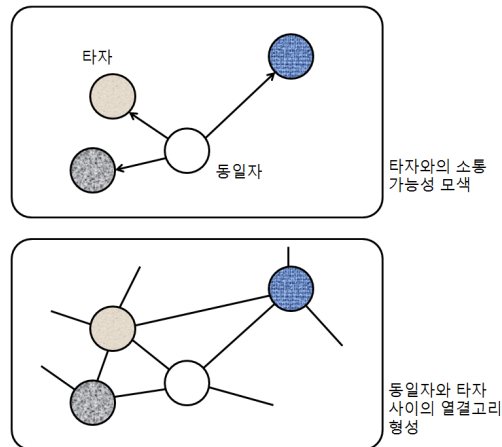 타자
동일자
타자와의 소통
가능성 모색
동일자와 타자
사이의 열결고리
형성